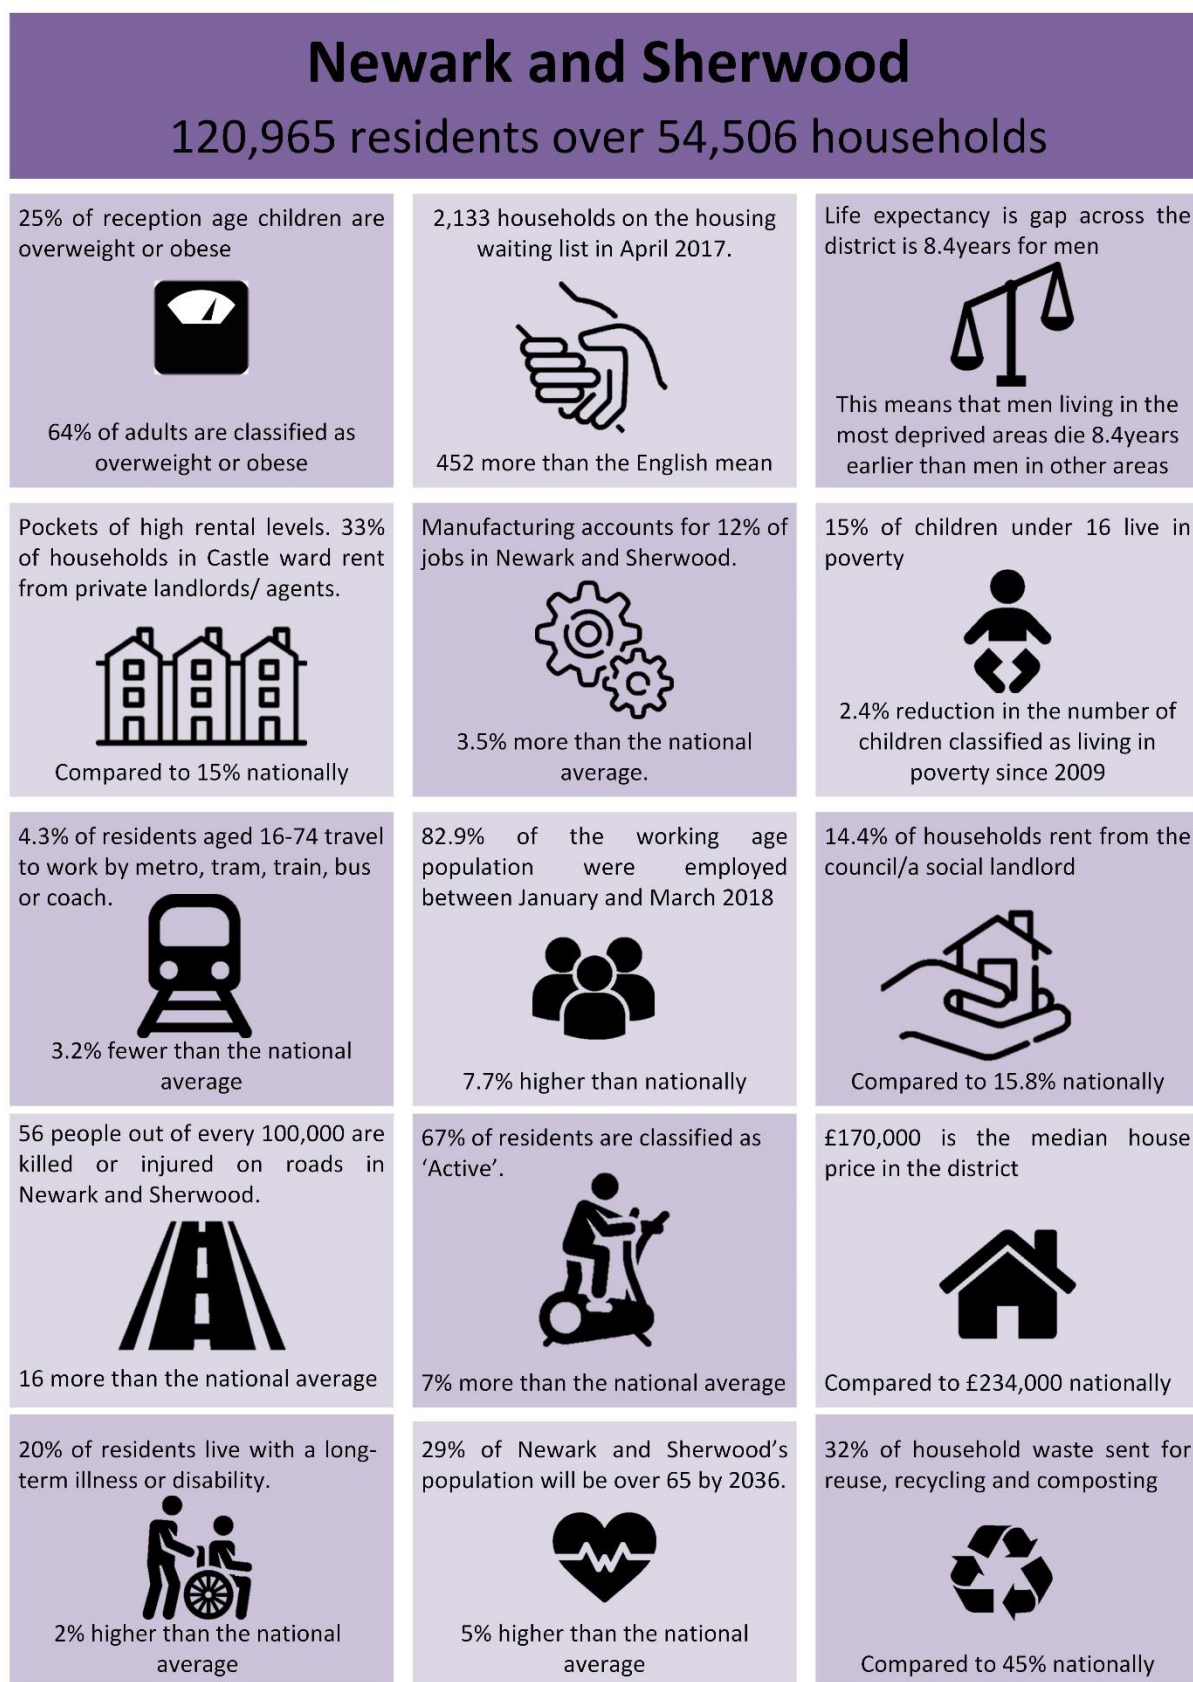 Newark and Sherwood
120,965 residents over 54,506 households
25% of reception age children are
overweight or obese
64% of adults are classified as
overweight or obese
2,133 households on the housing
waiting list in April 2017.
452 more than the English mean
Life expectancy is gap across the
district is 8.4years for men
This means that men living in the
most deprived areas die 8.4years
earlier than men in other areas
Pockets of high rental levels. 33%
of households in Castle ward rent
from private landlords/ agents.
Compared to 15% nationally
Manufacturing accounts for 12% of
jobs in Newark and Sherwood.
3.5% more than the national
average.
15% of children under 16 live in
poverty
2.4% reduction in the number of
children classified as living in
poverty since 2009
4.3% of residents aged 16-74 travel
to work by metro, tram, train, bus
or coach.
3.2% fewer than the national
average
82.9% of the working age
population were employed
between January and March 2018
7.7% higher than nationally
14.4% of households rent from the
council/a social landlord
Compared to 15.8% nationally
56 people out of every 100,000 are
killed or injured on roads in
Newark and Sherwood.
16 more than the national average
67% of residents are classified as
‘Active’.
7% more than the national average
£170,000 is the median house
price in the district
Compared to £234,000 nationally
20% of residents live with a long-
term illness or disability.
2% higher than the national
average
29% of Newark and Sherwood’s
population will be over 65 by 2036.
5% higher than the national
average
32% of household waste sent for
reuse, recycling and composting
Compared to 45% nationally